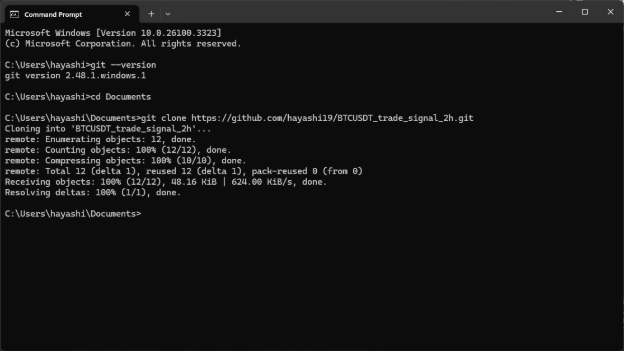 Command Prompt
Microsoft Windows [Version 10.0.26100.3323]
(c) Microsoft Corporation. All rights reserved.
C:\Users\hayashi>git --version
git version 2.48.1.windows.1
C:\Users\hayashi>cd Documents
C:\Users\hayashi\Documents>git clone https://github.com/hayashi19/BTCUSDT_trade_signal_2h.git
Cloning into 'BTCUSDT_trade_signal_2h'...
remote: Enumerating objects: 12, done.
remote: Counting objects: 100% (12/12), done.
remote: Compressing objects: 100% (10/10), done.
remote: Total 12 (delta 1), reused 12 (delta 1), pack-reused 0 (from 0)
Receiving objects: 100% (12/12), 48.16 KiB | 624.00 KiB/s, done.
Resolving deltas: 100% (1/1), done.
C:\Users\hayashi\Documents>